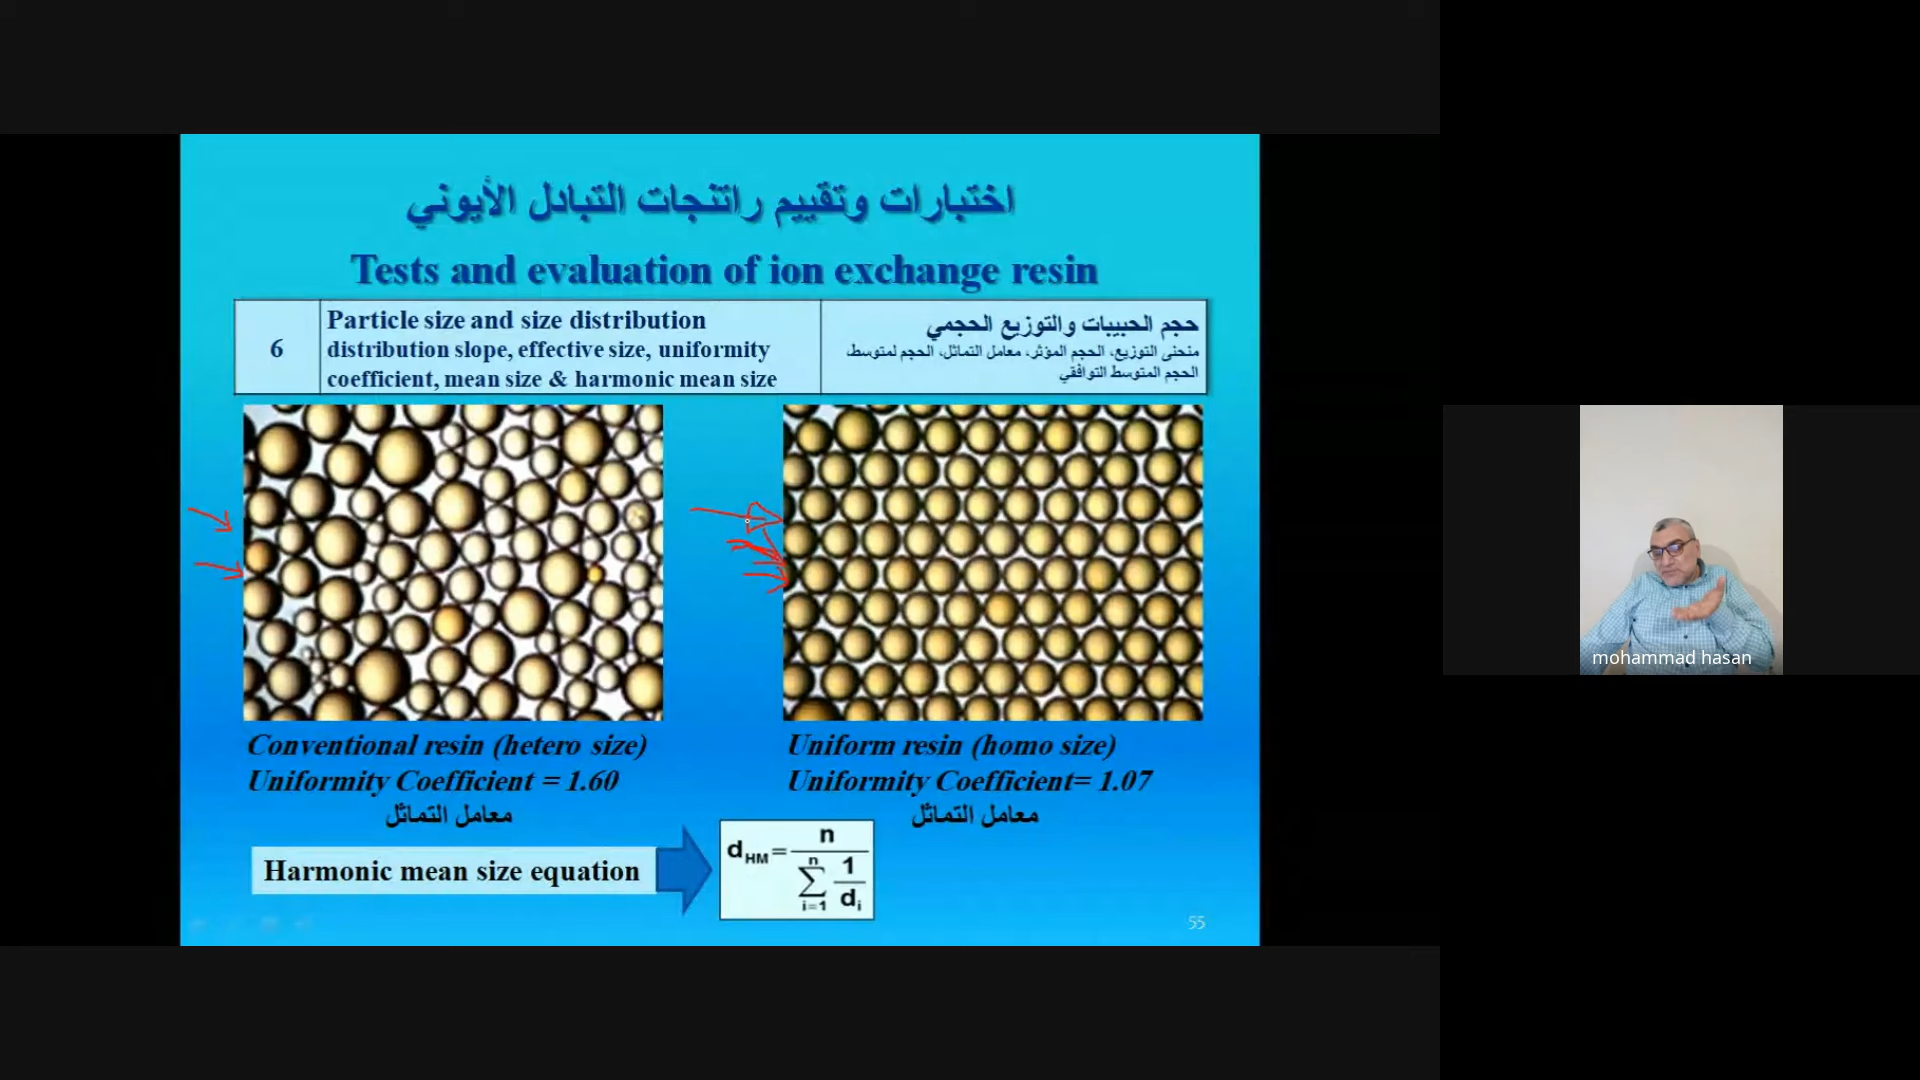 اختبارات وتقييم راتنجات التبادل الأيوني
Tests and evaluation of ion exchange resin
6
Particle size and size distribution
distribution slope, effective size, uniformity
coefficient, mean size & harmonic mean size
حجم الحبيبات والتوزيع الحجمي
منحنى التوزيع، الحجم المؤثر، معامل التماثل، الحجم لمتوسط،
الحجم المتوسط التوافقي
Conventional resin (hetero size)
Uniformity Coefficient = 1.60
معامل التماثل
Uniform resin (homo size)
Uniformity Coefficient= 1.07
معامل التماثل
Harmonic mean size equation
d HM = n / n ∑ i=1 1 / d i
55
mohammad hasan